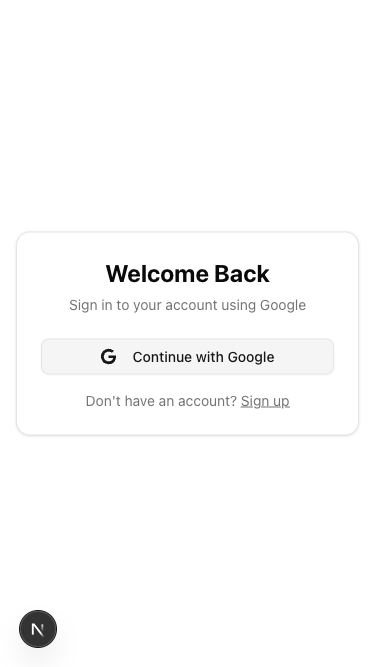 Welcome Back
Sign in to your account using Google
G Continue with Google
Don't have an account? Sign up
N